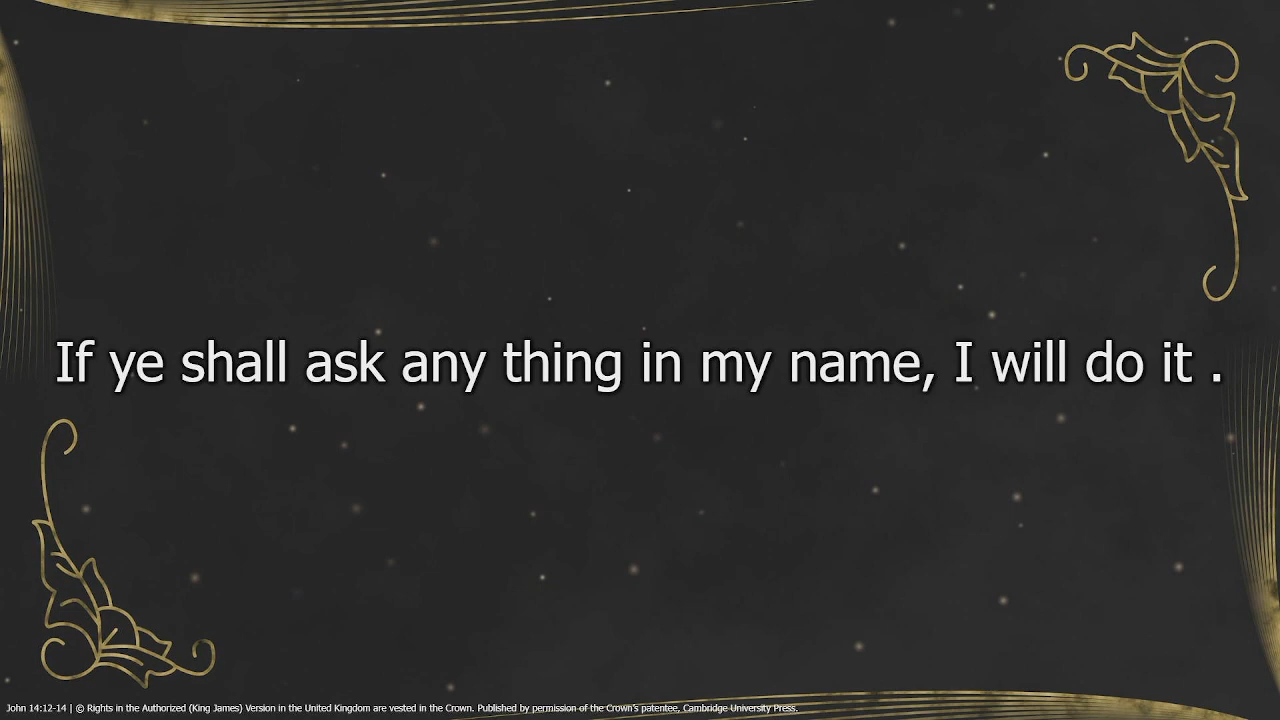 If ye shall ask any thing in my name, I will do it .
John 14:12-14 | © Rights in the Authorized (King James) Version in the United Kingdom are vested in the Crown. Published by permission of the Crown's patentee, Cambridge University Press.